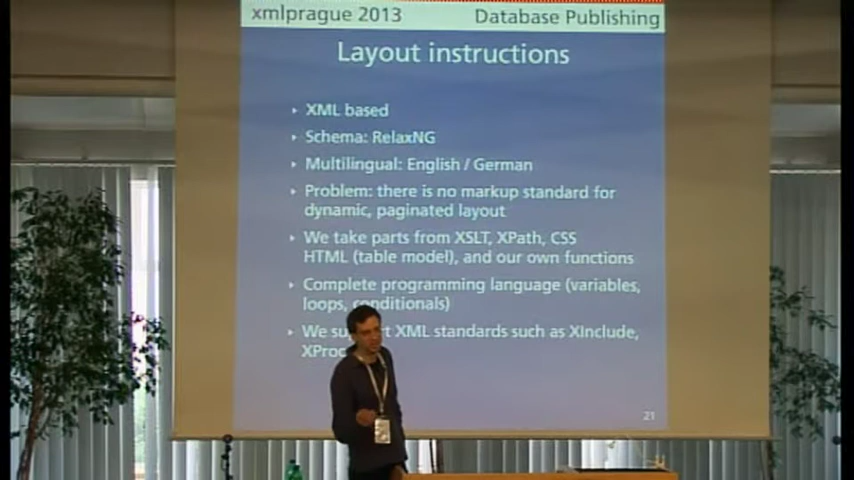 xmlprague 2013 Database Publishing
Layout instructions
XML based
Schema: RelaxNG
Multilingual: English / German
Problem: there is no markup standard for
dynamic, paginated layout
We take parts from XSLT, XPath, CSS
HTML (table model), and our own functions
Complete programming language (variables,
loops, conditionals)
We support XML standards such as XInclude,
21